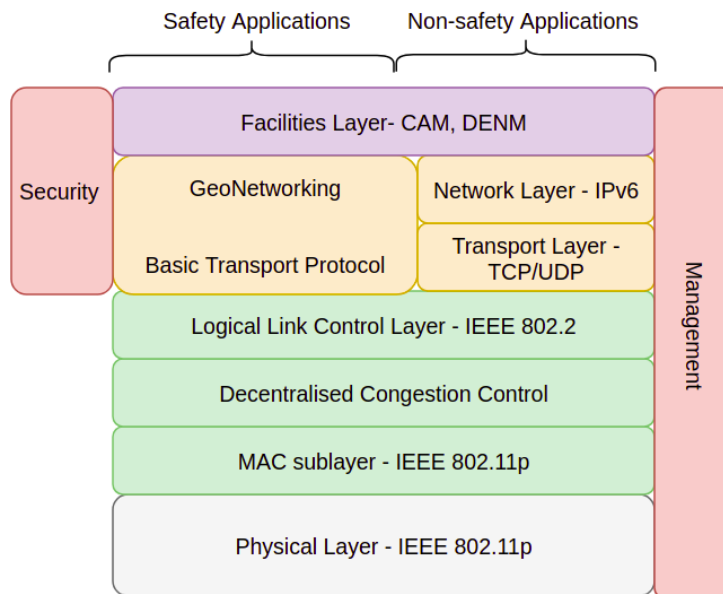 Safety Applications
Non-safety Applications
Facilities Layer- CAM, DENM
Security
GeoNetworking
Basic Transport Protocol
Network Layer - IPv6
Transport Layer -
TCP/UDP
Management
Logical Link Control Layer - IEEE 802.2
Decentralised Congestion Control
MAC sublayer - IEEE 802.11p
Physical Layer - IEEE 802.11p